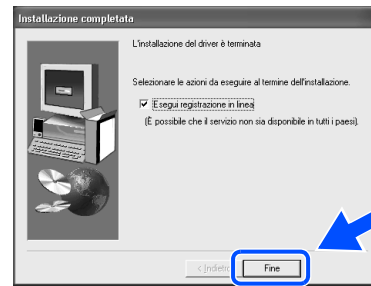 Installazione completata
L'installazione del driver è terminata
Selezionare le azioni da eseguire al termine dell'installazione.
Esegui registrazione in linea
(È possibile che il servizio non sia disponibile in tutti i paesi).
< Indietro
Fine